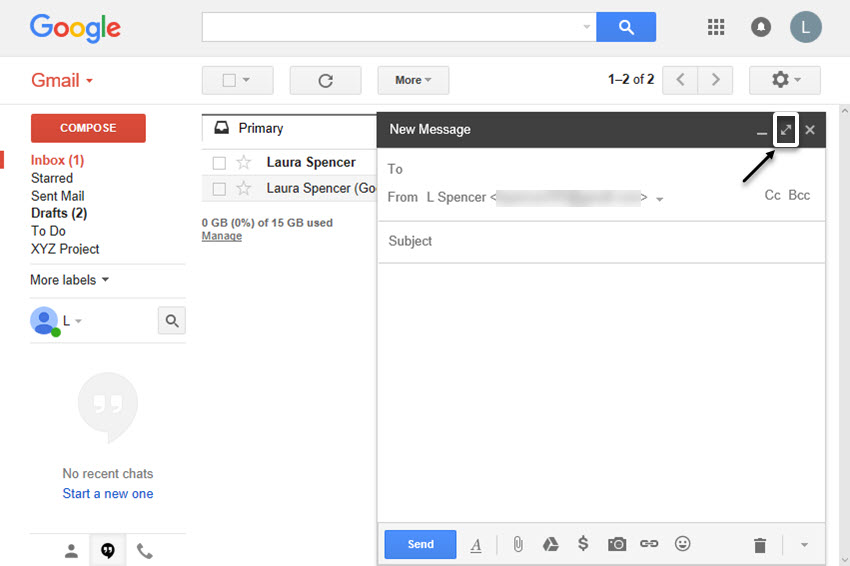 Google
L
Gmail
More
1–2 of 2
COMPOSE
Inbox (1)
Starred
Sent Mail
Drafts (2)
To Do
XYZ Project
More labels
L
No recent chats
Start a new one
Primary
Laura Spencer
Laura Spencer (Goo
0 GB (0%) of 15 GB used
Manage
New Message
To
From L Spencer < >
Cc Bcc
Subject
Send
A
$